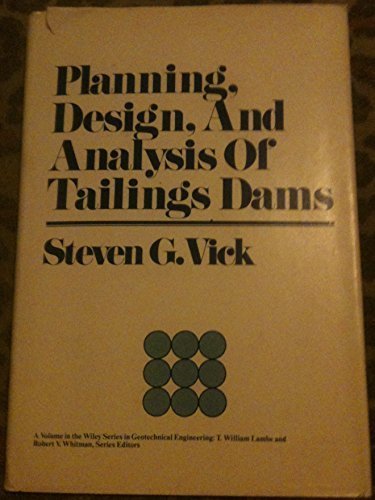 Planning,
Design, And
Analysis Of
Tailings Dams
Steven G. Vick
A Volume in the Wiley Series in Geotechnical Engineering: T. William Lambe and
Robert V. Whitman, Series Editors